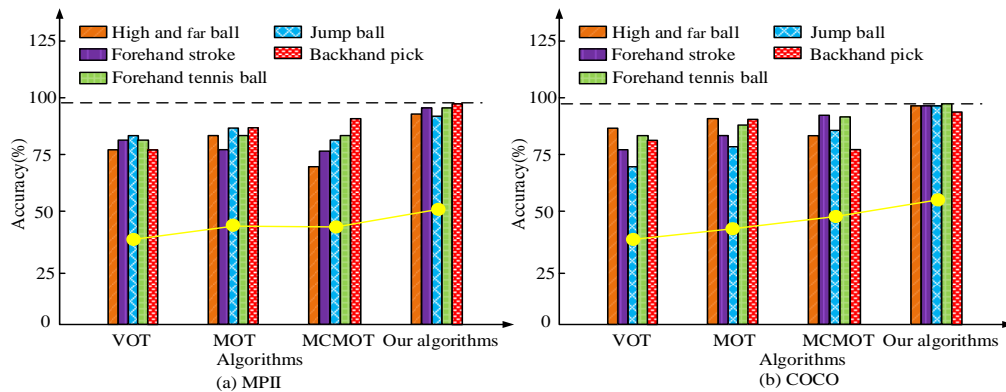 125
100
75
50
25
0
Accuracy(%)
High and far ball
Jump ball
Forehand stroke
Backhand pick
Forehand tennis ball
VOT
MOT
MCMOT
Our algorithms
Algorithms
(a) MPII
125
100
75
50
25
0
Accuracy(%)
High and far ball
Jump ball
Forehand stroke
Backhand pick
Forehand tennis ball
VOT
MOT
MCMOT
Our algorithms
Algorithms
(b) COCO